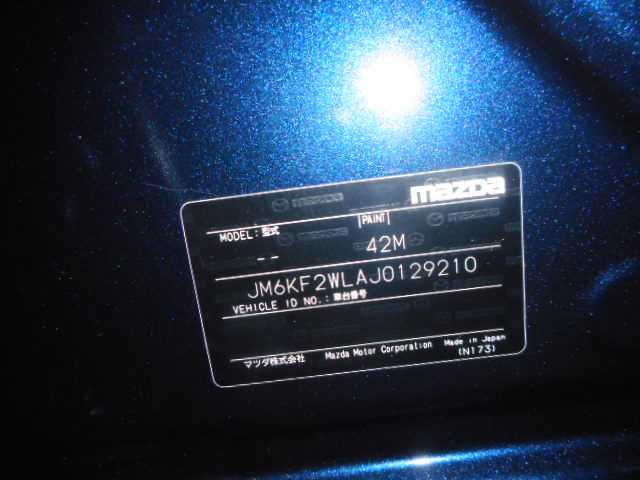 mazda
MODEL：型式
PAINT
-- 42M
JM6KF2WLAJ0129210
VEHICLE ID NO.：車台番号
マツダ株式会社 Mazda Motor Corporation Made in Japan
(N173)